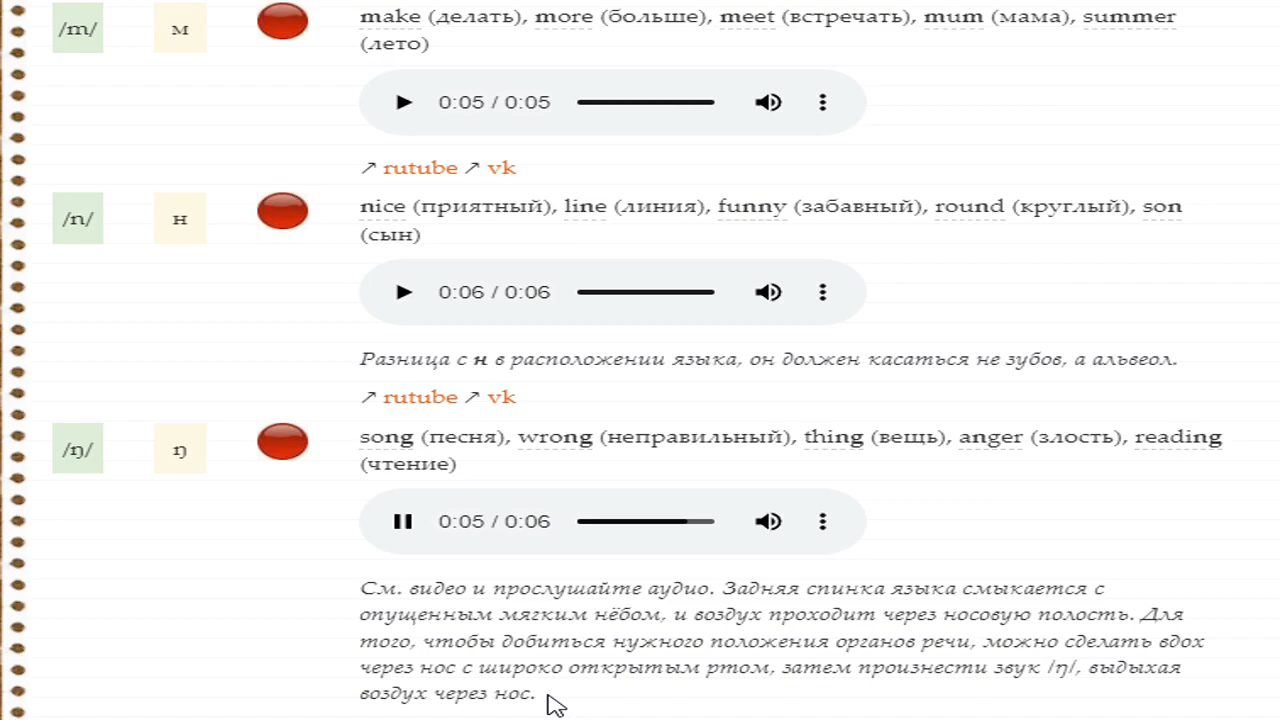 /m/ м make (делать), more (больше), meet (встречать), mum (мама), summer
(лето)
0:05 / 0:05
↗ rutube ↗ vk
/n/ н nice (приятный), line (линия), funny (забавный), round (круглый), son
(сын)
0:06 / 0:06
Разница с н в расположении языка, он должен касаться не зубов, а альвеол.
↗ rutube ↗ vk
/ŋ/ ŋ song (песня), wrong (неправильный), thing (вещь), anger (злость), reading
(чтение)
0:05 / 0:06
См. видео и прослушайте аудио. Задняя спинка языка смыкается с
опущенным мягким нёбом, и воздух проходит через носовую полость. Для
того, чтобы добиться нужного положения органов речи, можно сделать вдох
через нос с широко открытым ртом, затем произнести звук /ŋ/, выдыхая
воздух через нос.